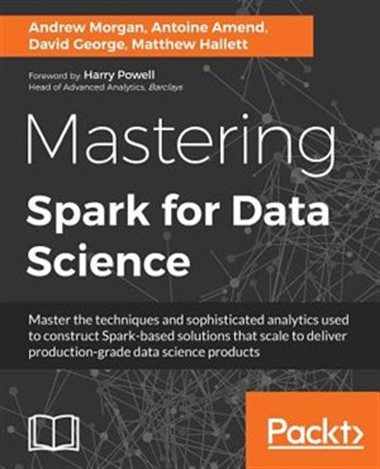 Andrew Morgan, Antoine Amend,
David George, Matthew Hallett
Foreword by: Harry Powell
Head of Advanced Analytics, Barclays
Mastering
Spark for Data
Science
Master the techniques and sophisticated analytics used
to construct Spark-based solutions that scale to deliver
production-grade data science products
Packt>